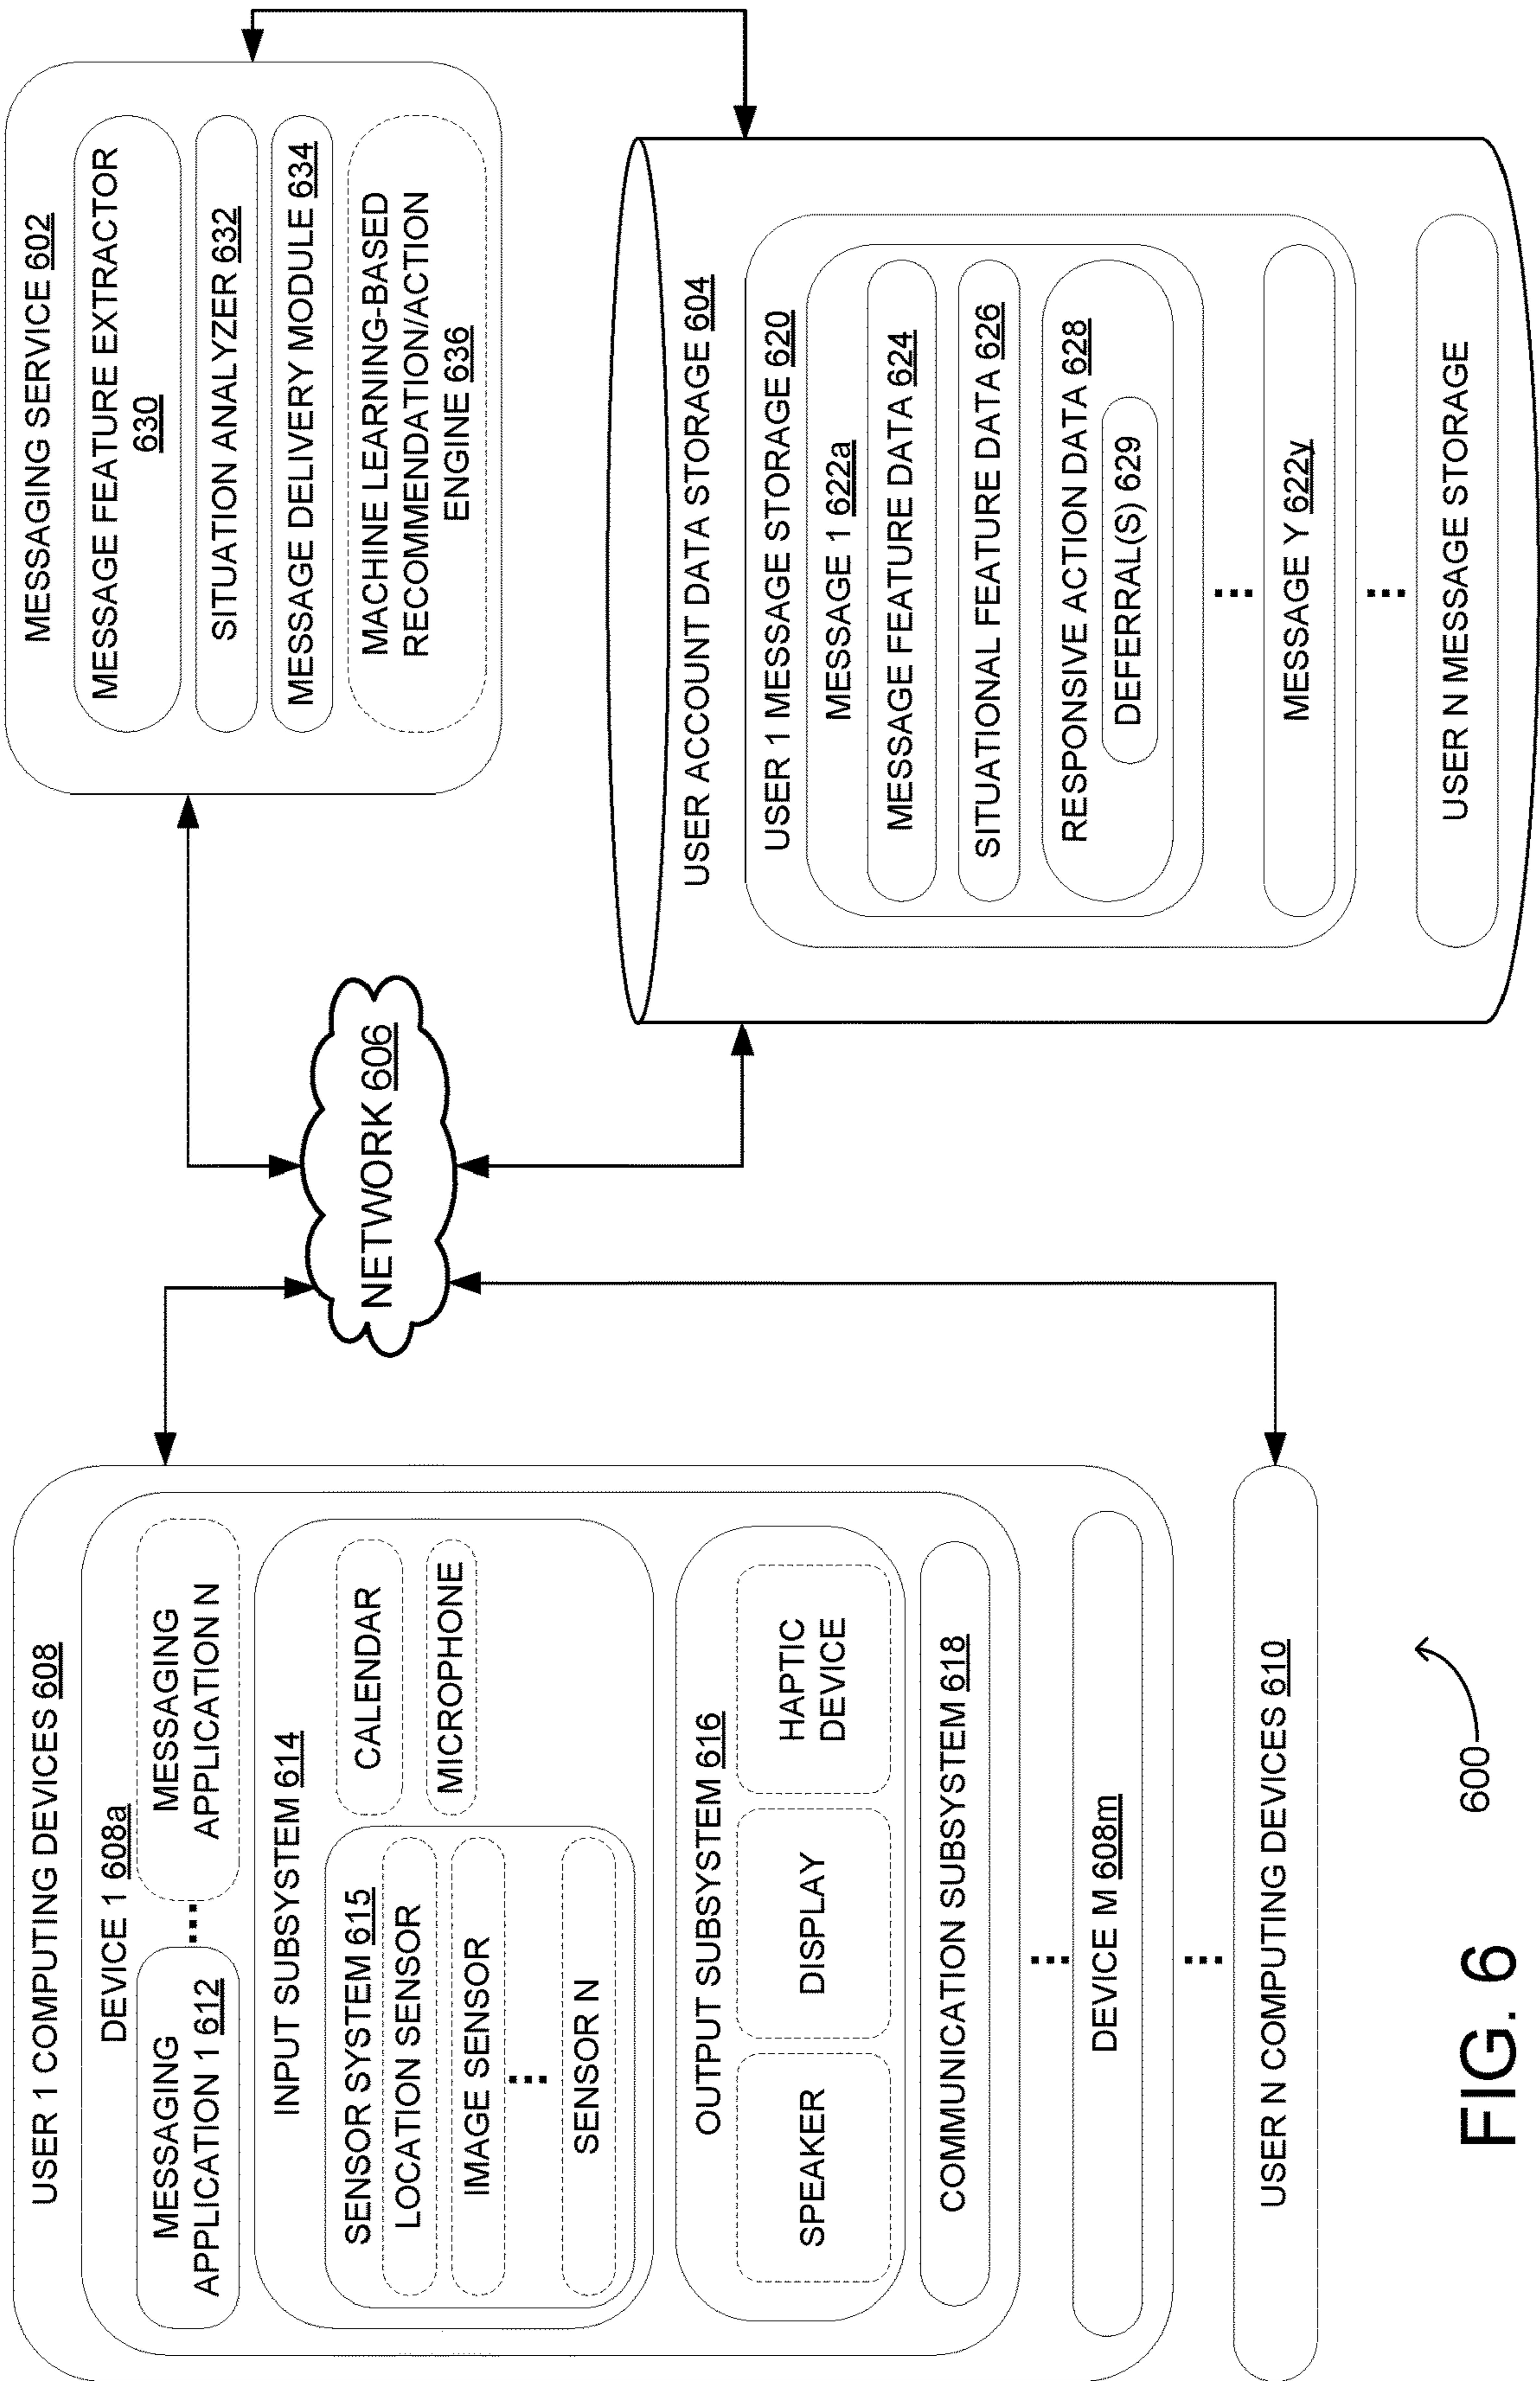 USER 1 COMPUTING DEVICES 608
DEVICE 1 608a
MESSAGING
APPLICATION 1 612
...
MESSAGING
APPLICATION N
INPUT SUBSYSTEM 614
SENSOR SYSTEM 615
LOCATION SENSOR
IMAGE SENSOR
...
SENSOR N
CALENDAR
MICROPHONE
OUTPUT SUBSYSTEM 616
SPEAKER
DISPLAY
HAPTIC
DEVICE
COMMUNICATION SUBSYSTEM 618
...
DEVICE M 608m
...
USER N COMPUTING DEVICES 610
NETWORK 606
MESSAGING SERVICE 602
MESSAGE FEATURE EXTRACTOR
630
SITUATION ANALYZER 632
MESSAGE DELIVERY MODULE 634
MACHINE LEARNING-BASED
RECOMMENDATION/ACTION
ENGINE 636
USER ACCOUNT DATA STORAGE 604
USER 1 MESSAGE STORAGE 620
MESSAGE 1 622a
MESSAGE FEATURE DATA 624
SITUATIONAL FEATURE DATA 626
RESPONSIVE ACTION DATA 628
DEFERRAL(S) 629
...
MESSAGE Y 622y
...
USER N MESSAGE STORAGE
600
FIG. 6